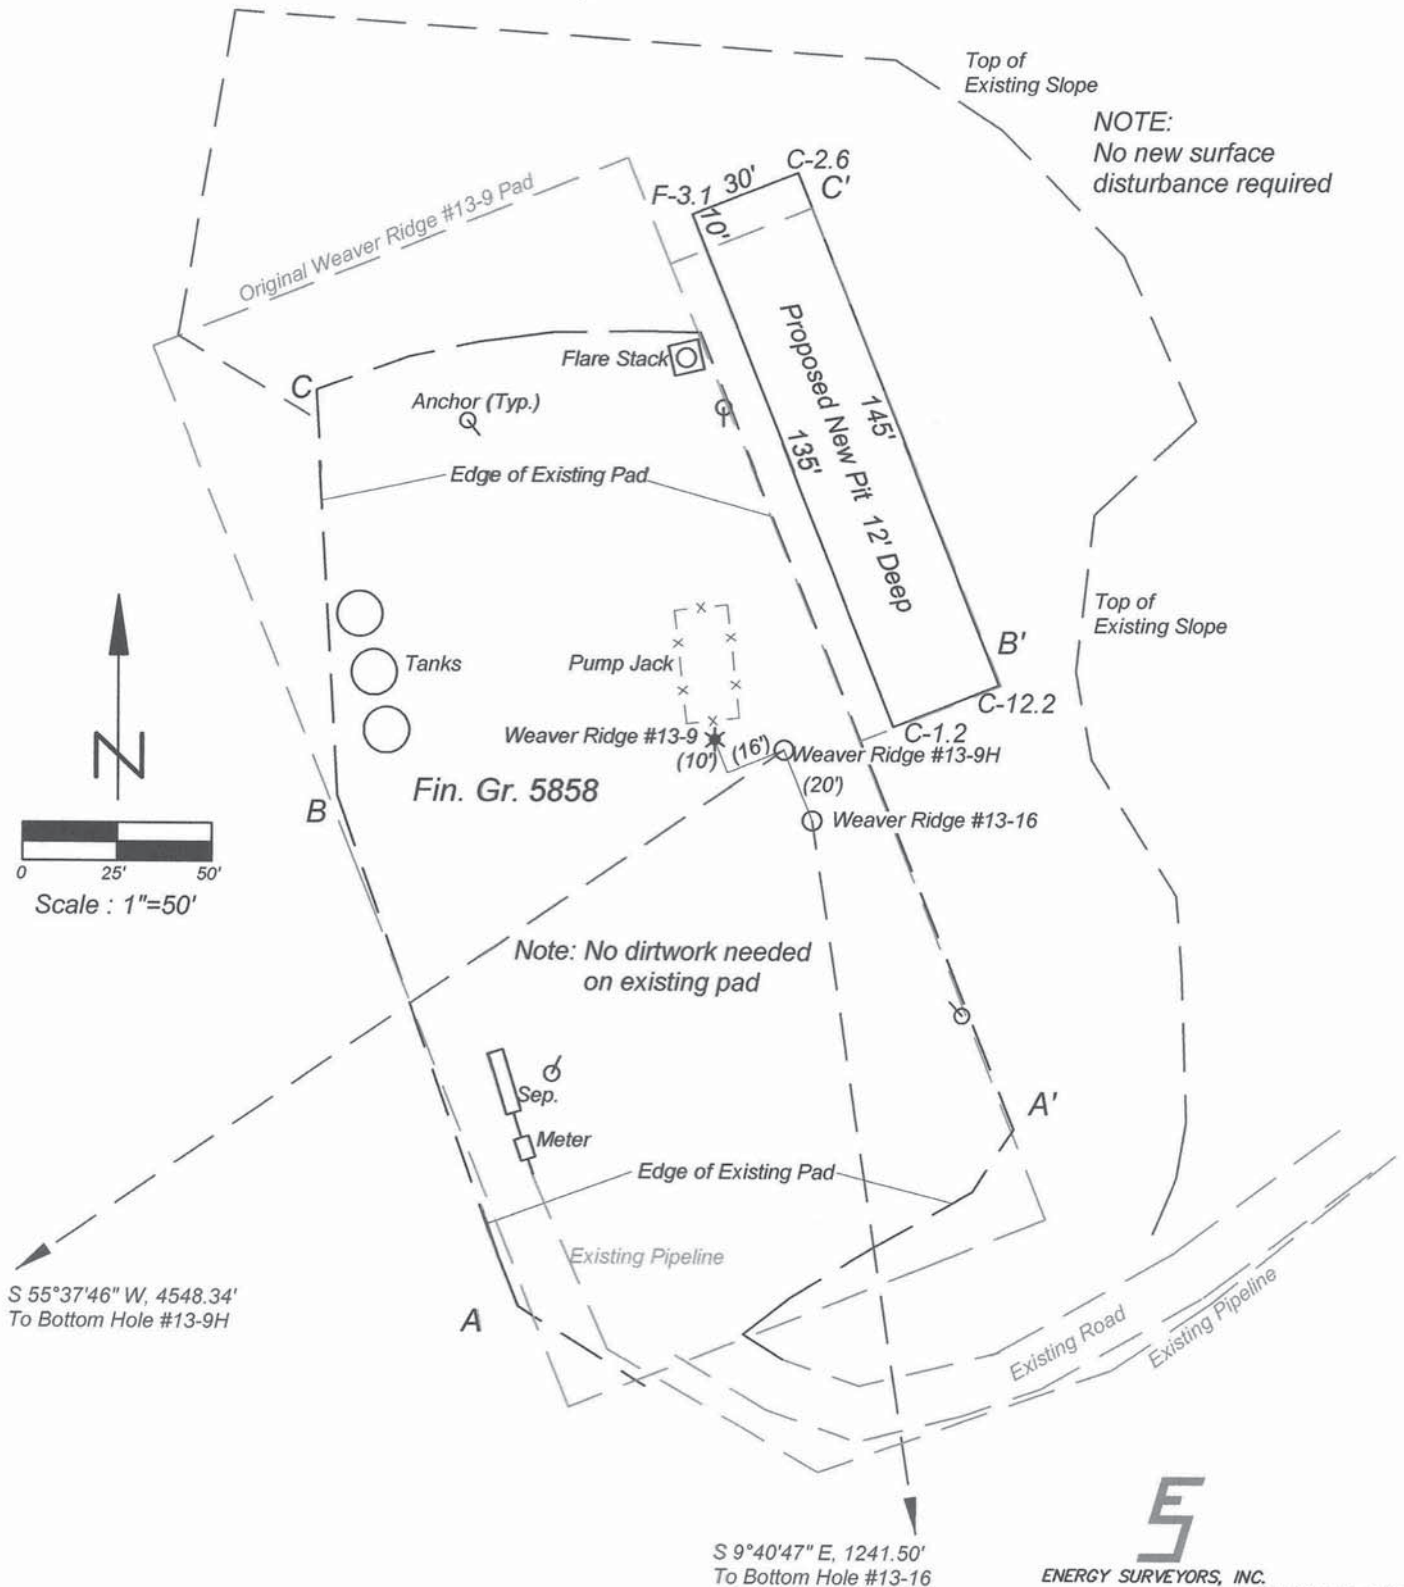 Top of
Existing Slope
NOTE:
No new surface
disturbance required
C-2.6
30'
C'
F-3.1
10'
Original Weaver Ridge #13-9 Pad
Proposed New Pit 12' Deep
145'
135'
Flare Stack
C
Anchor (Typ.)
Edge of Existing Pad
Top of
Existing Slope
Tanks
Pump Jack
B'
C-12.2
C-1.2
Weaver Ridge #13-9
(10')
(16')
Weaver Ridge #13-9H
(20')
Weaver Ridge #13-16
N
Fin. Gr. 5858
B
0 25' 50'
Scale : 1"=50'
Note: No dirtwork needed
on existing pad
Sep.
Meter
A'
Edge of Existing Pad
Existing Pipeline
A
S 55°37'46" W, 4548.34'
To Bottom Hole #13-9H
Existing Road
Existing Pipeline
S 9°40'47" E, 1241.50'
To Bottom Hole #13-16
ES
ENERGY SURVEYORS, INC.